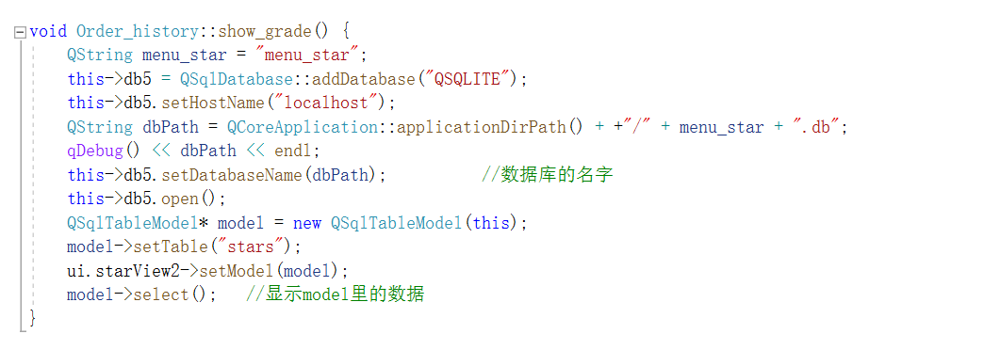 void Order_history::show_grade() {
QString menu_star = "menu_star";
this->db5 = QSqlDatabase::addDatabase("QSQLITE");
this->db5.setHostName("localhost");
QString dbPath = QCoreApplication::applicationDirPath() + +"/" + menu_star + ".db";
qDebug() << dbPath << endl;
this->db5.setDatabaseName(dbPath); //数据库的名字
this->db5.open();
QSqlTableModel* model = new QSqlTableModel(this);
model->setTable("stars");
ui.starView2->setModel(model);
model->select(); //显示model里的数据
}